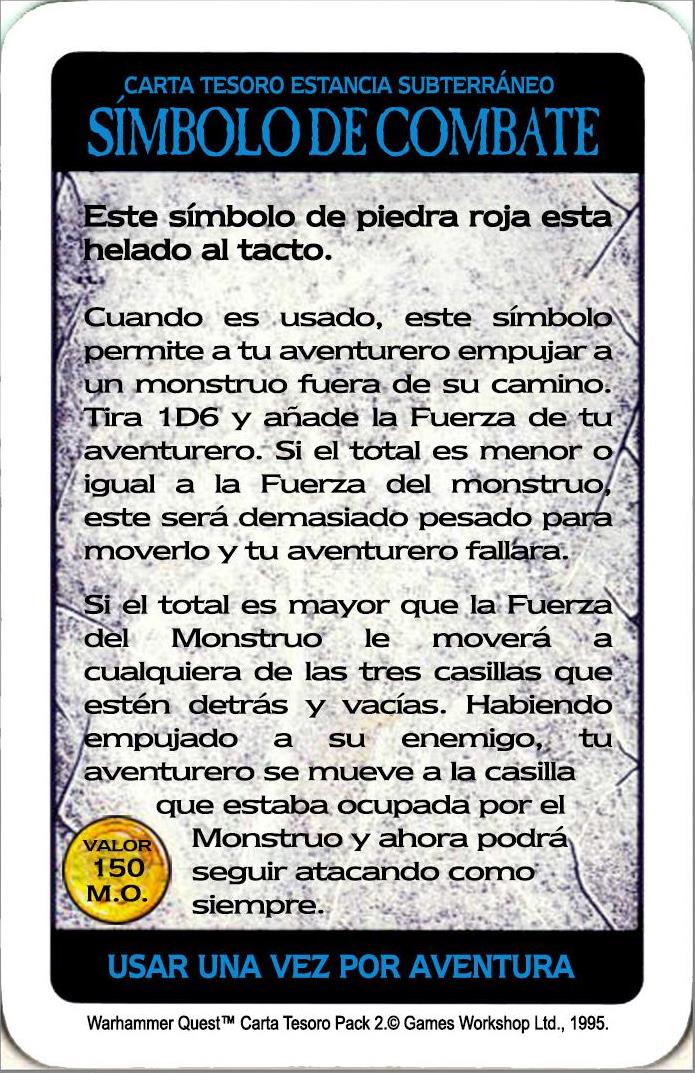 CARTA TESORO ESTANCIA SUBTERRÁNEO
SÍMBOLO DE COMBATE
Este símbolo de piedra roja esta
helado al tacto.
Cuando es usado, este símbolo
permite a tu aventurero empujar a
un monstruo fuera de su camino.
Tira 1D6 y añade la Fuerza de tu
aventurero. Si el total es menor o
igual a la Fuerza del monstruo,
este será demasiado pesado para
moverlo y tu aventurero fallara.
Si el total es mayor que la Fuerza
del Monstruo le moverá a
cualquiera de las tres casillas que
estén detrás y vacías. Habiendo
empujado a su enemigo, tu
aventurero se mueve a la casilla
que estaba ocupada por el
Monstruo y ahora podrá
seguir atacando como
siempre.
VALOR
150
M.O.
USAR UNA VEZ POR AVENTURA
Warhammer Quest™ Carta Tesoro Pack 2.© Games Workshop Ltd., 1995.